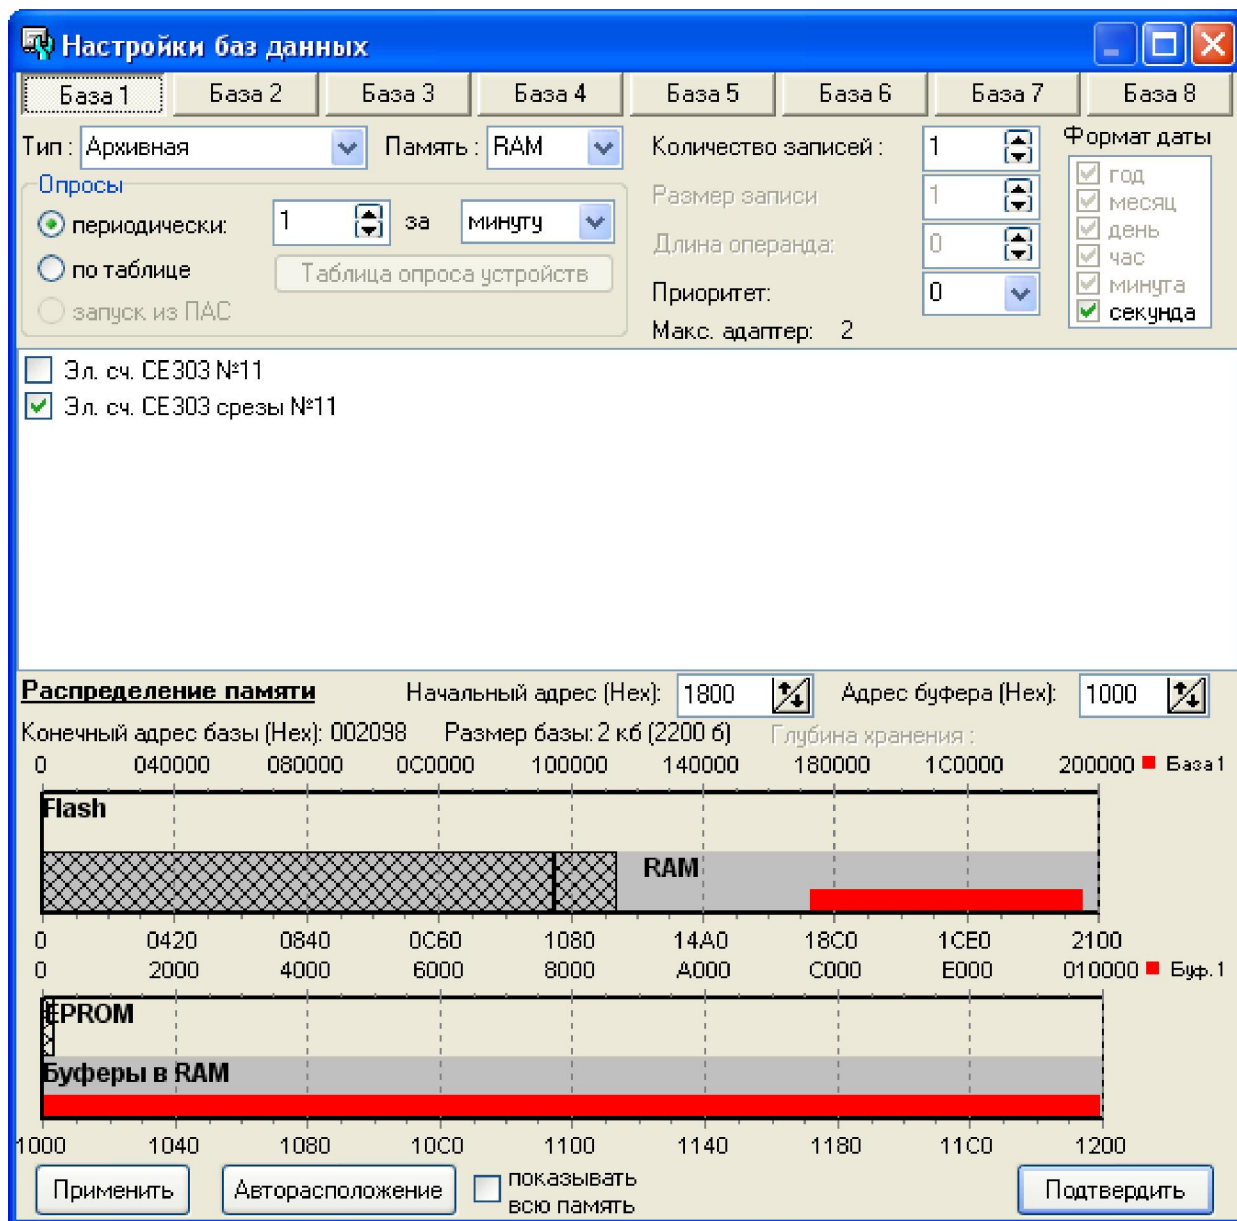 Настройки баз данных
База 1 База 2 База 3 База 4 База 5 База 6 База 7 База 8
Тип : Архивная Память : RAM Количество записей : 1 Формат даты
Опросы
периодически: 1 за минуту
по таблице Таблица опроса устройств
запуск из ПАС
Размер записи 1
Длина операнда: 0
Приоритет: 0
Макс. адаптер: 2
год
месяц
день
час
минута
секунда
Эл. сч. СЕ303 №11
Эл. сч. СЕ303 срезы №11
Распределение памяти Начальный адрес (Hex): 1800 Адрес буфера (Hex): 1000
Конечный адрес базы (Hex): 002098 Размер базы: 2 кб (2200 б) Глубина хранения :
0 040000 080000 0C0000 100000 140000 180000 1C0000 200000 База1
Flash
RAM
0 0420 0840 0C60 1080 14A0 18C0 1CE0 2100
0 2000 4000 6000 8000 A000 C000 E000 010000 Буф.1
EPROM
Буферы в RAM
1000 1040 1080 10C0 1100 1140 1180 11C0 1200
Применить Авторасположение показывать всю память Подтвердить